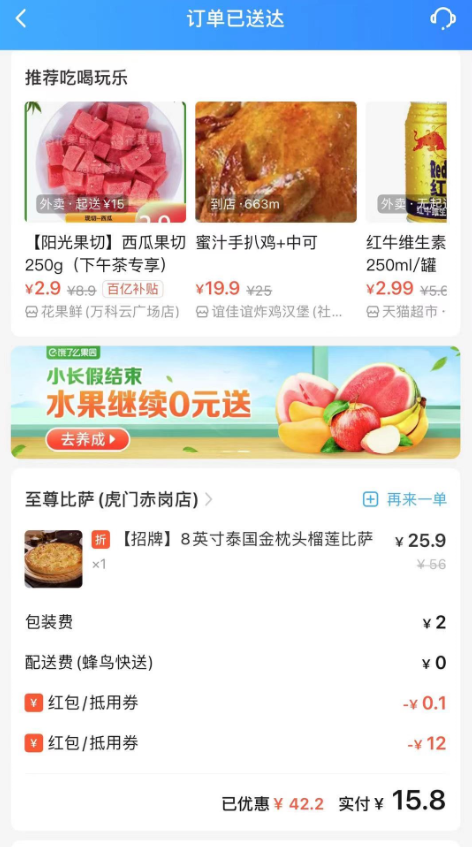 订单已送达
推荐吃喝玩乐
外卖·起送¥15
到店·663m
外卖·无起送
【阳光果切】西瓜果切
250g（下午茶专享）
蜜汁手扒鸡+中可
红牛维生素
250ml/罐
¥2.9 ¥8.9 百亿补贴
¥19.9 ¥25
¥2.99 ¥5.6
花果鲜(万科云广场店)
谊佳谊炸鸡汉堡(社...
天猫超市·
饿了么果园
小长假结束
水果继续0元送
去养成
至尊比萨(虎门赤岗店)
再来一单
折 【招牌】8英寸泰国金枕头榴莲比萨 ¥25.9
×1 ¥56
包装费 ¥2
配送费(蜂鸟快送) ¥0
¥ 红包/抵用券 -¥0.1
¥ 红包/抵用券 -¥12
已优惠¥42.2 实付¥15.8